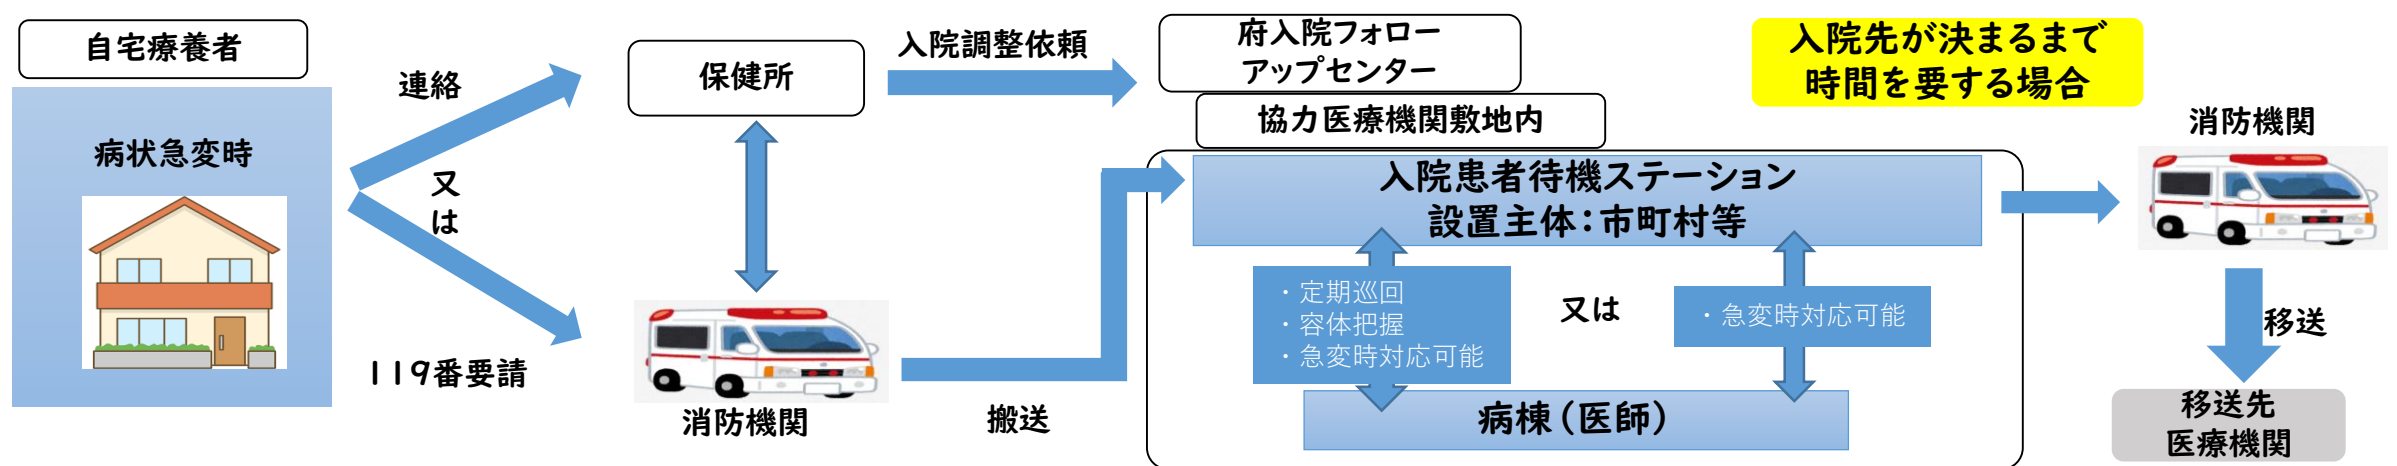 自宅療養者
病状急変時
連絡
又
は
119番要請
保健所
消防機関
入院調整依頼
搬送
府入院フォロー
アップセンター
協力医療機関敷地内
入院患者待機ステーション
設置主体：市町村等
・定期巡回
・容体把握
・急変時対応可能
又は
・急変時対応可能
病棟（医師）
入院先が決まるまで
時間を要する場合
消防機関
移送
移送先
医療機関